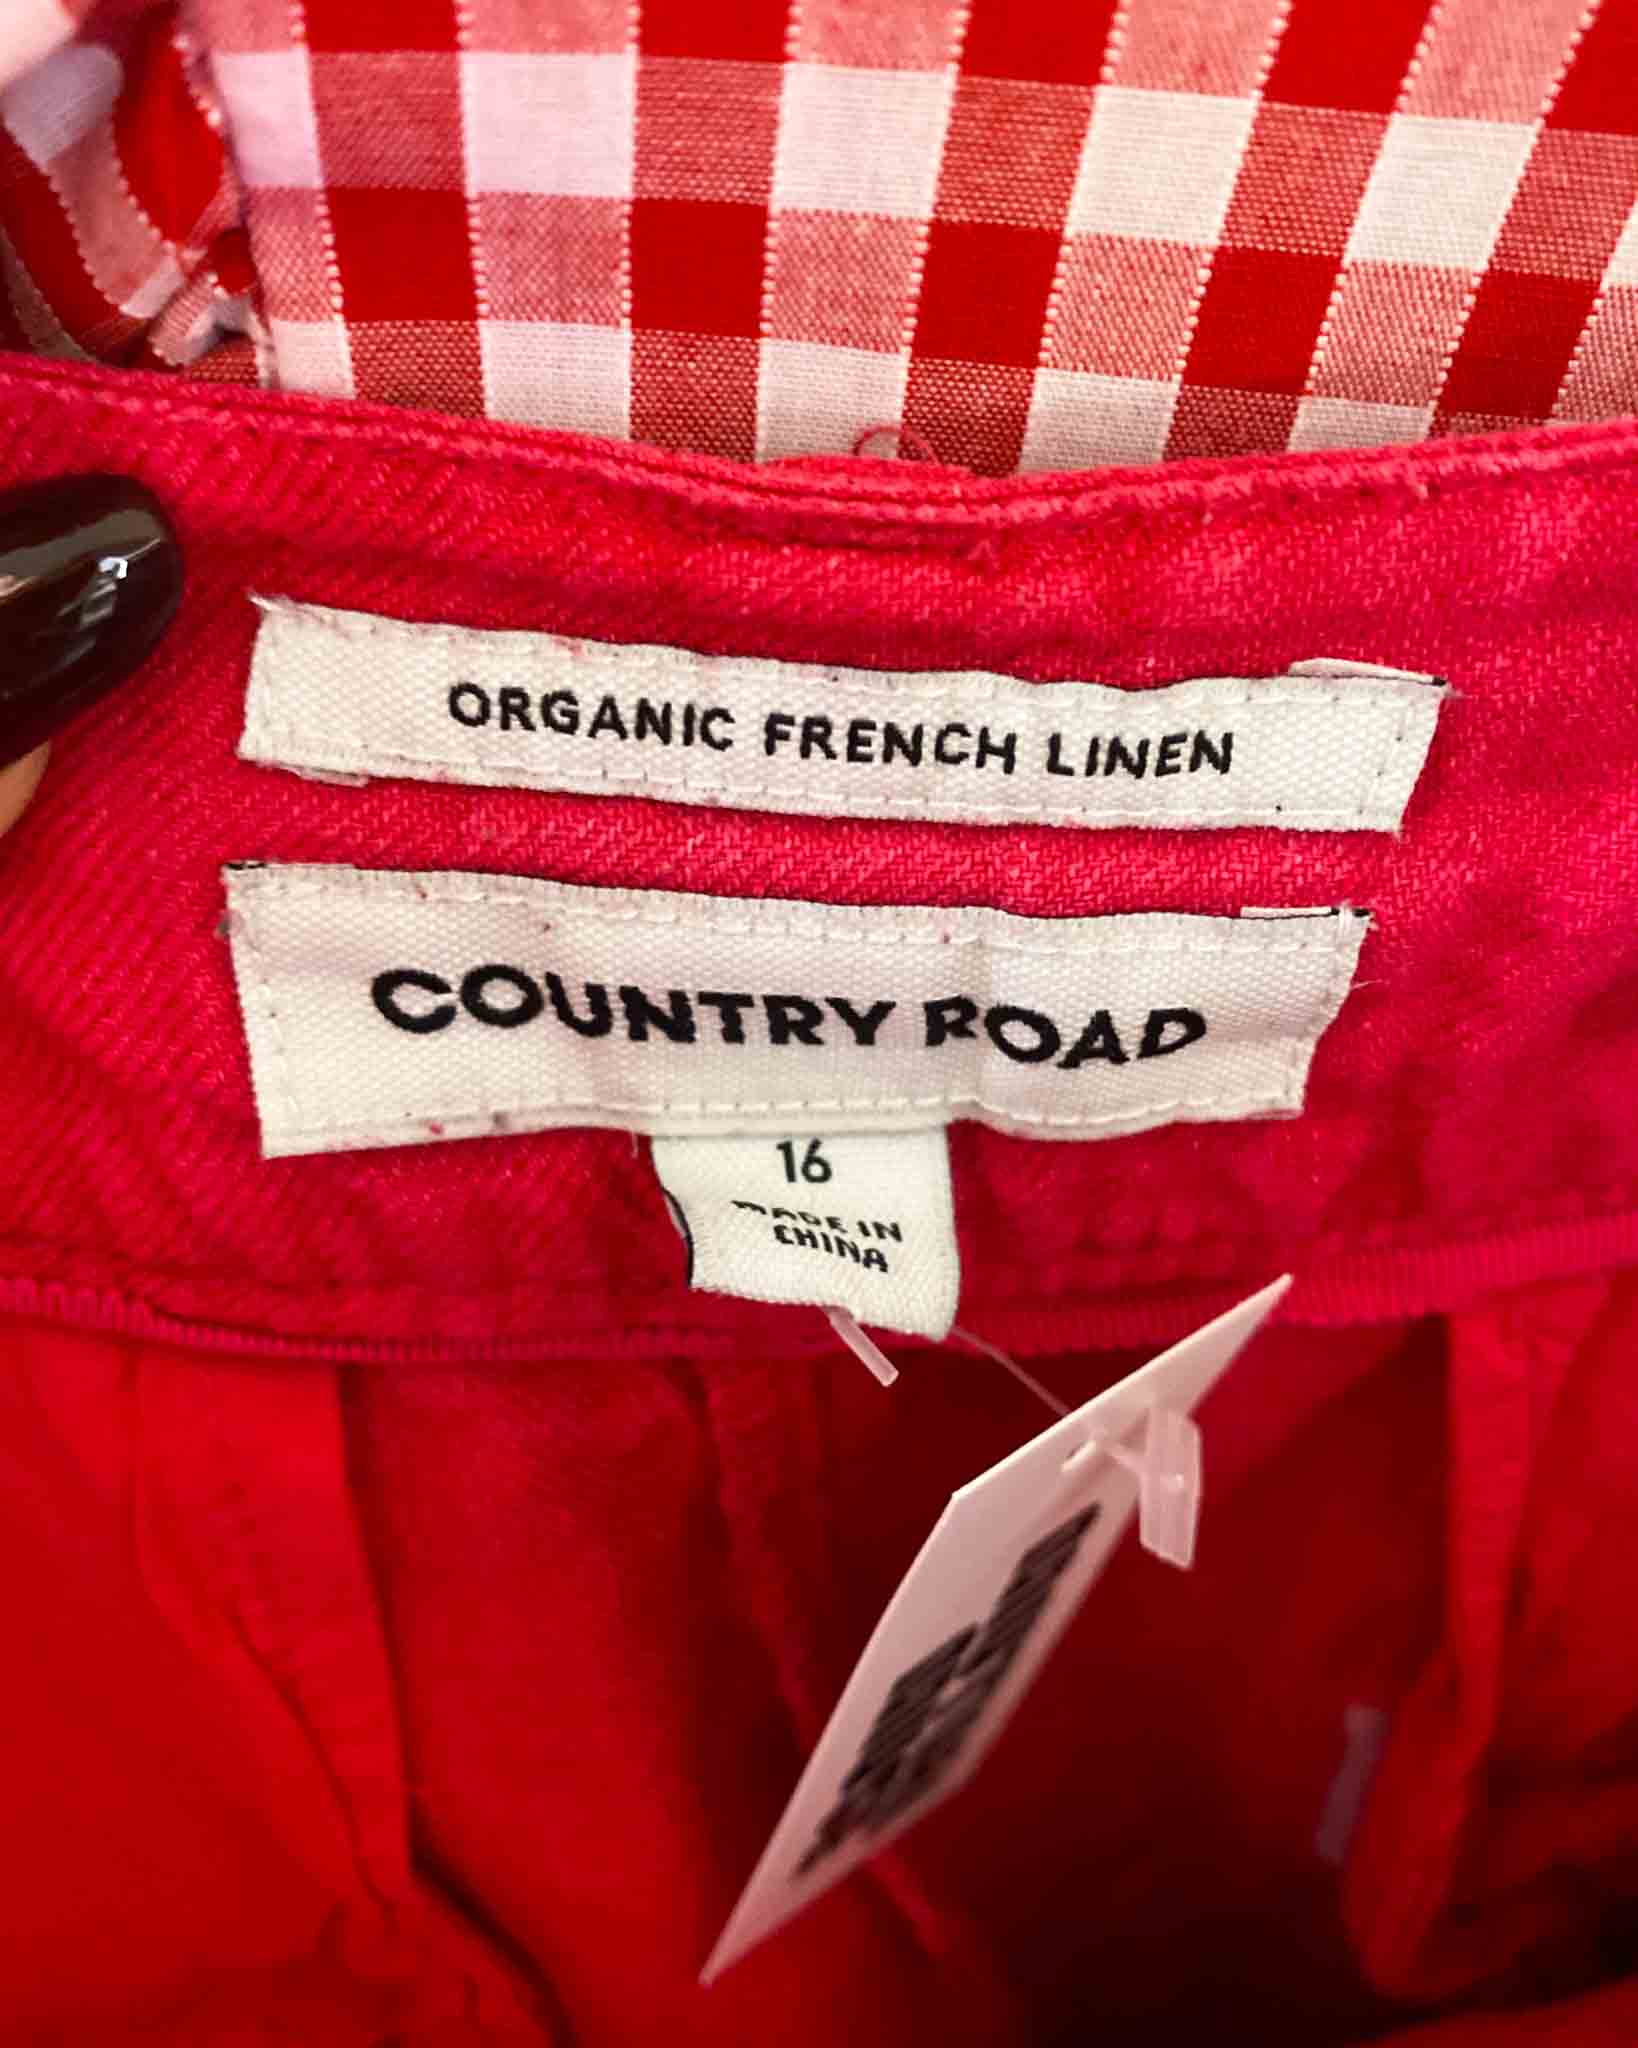 ORGANIC FRENCH LINEN
COUNTRY ROAD
16
MADE IN
CHINA